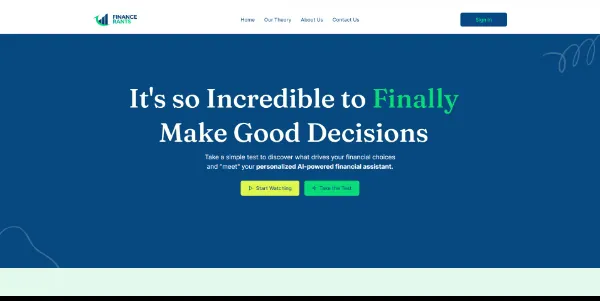 FINANCE
RANTS
Home Our Theory About Us Contact Us
Sign In
It's so Incredible to Finally
Make Good Decisions
Take a simple test to discover what drives your financial choices
and "meet" your personalized AI-powered financial assistant.
Start Watching Take the Test